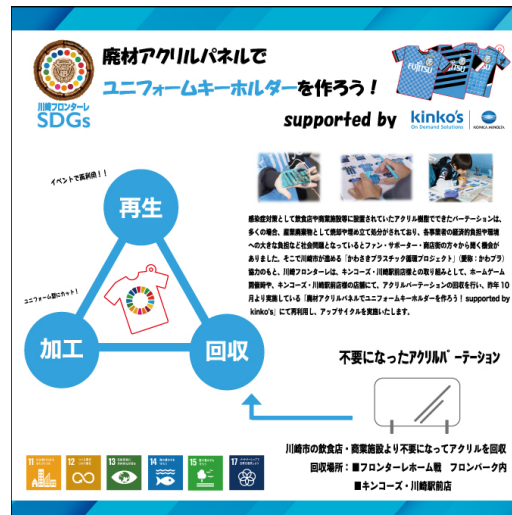 廃材アクリルパネルで
ユニフォームキーホルダーを作ろう！
川崎フロンターレ
SDGs
supported by kinko's
On Demand Solutions
KONICA MINOLTA
FUJITSU
イベントで再利用！！
再生
ユニフォーム型にカット！
加工
回収
感染症対策として飲食店や商業施設等に設置されていたアクリル樹脂でできたパーテーションは、
多くの場合、産業廃棄物として焼却や埋め立て処分がされており、各事業者の経済的負担や環境
への大きな負担など社会問題となっているとファン・サポーター・商店街の方々から聞く機会が
ありました。そこで川崎市が進める「かわさきプラスチック循環プロジェクト」（愛称：かわプラ）
協力のもと、川崎フロンターレは、キンコーズ・川崎駅前店様との取り組みとして、ホームゲーム
開催時や、キンコーズ・川崎駅前店様の店舗にて、アクリルパーテーションの回収を行い、昨年10
月より実施している「廃材アクリルパネルでユニフォームキーホルダーを作ろう！supported by
kinko's」にて再利用し、アップサイクルを実施いたします。
不要になったアクリルパーテーション
川崎市の飲食店・商業施設より不要になってアクリルを回収
回収場所：■フロンターレホーム戦　フロンパーク内
■キンコーズ・川崎駅前店
11
12
13
14
15
17